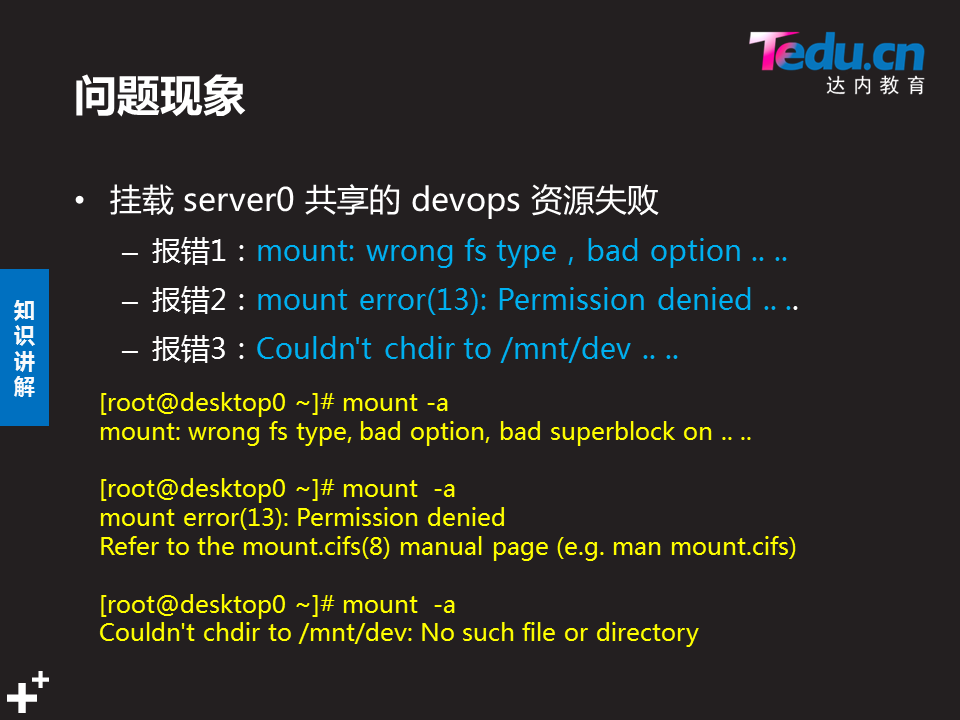 Tedu.cn
达内教育
问题现象
• 挂载 server0 共享的 devops 资源失败
– 报错1：mount: wrong fs type，bad option .. ..
– 报错2：mount error(13): Permission denied .. ..
– 报错3：Couldn't chdir to /mnt/dev .. ..
知
识
讲
解
[root@desktop0 ~]# mount -a
mount: wrong fs type, bad option, bad superblock on .. ..
[root@desktop0 ~]# mount  -a
mount error(13): Permission denied
Refer to the mount.cifs(8) manual page (e.g. man mount.cifs)
[root@desktop0 ~]# mount  -a
Couldn't chdir to /mnt/dev: No such file or directory